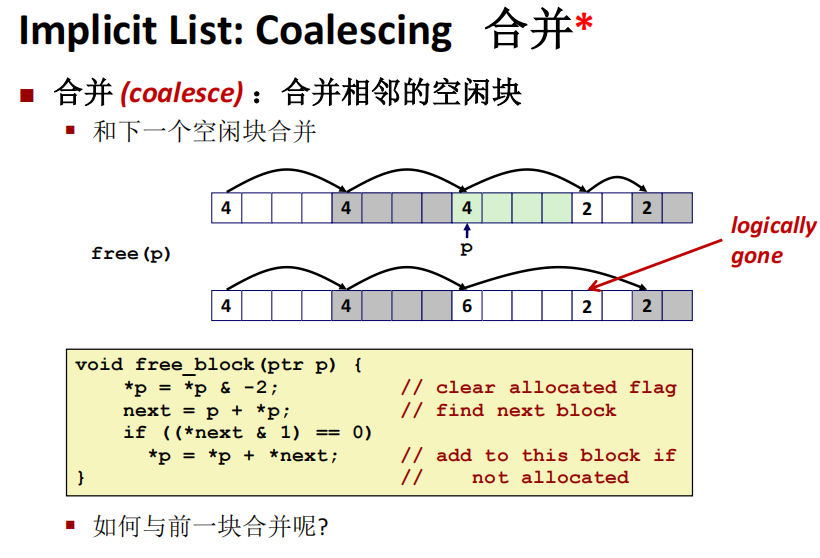 Implicit List: Coalescing 合并*
■ 合并 (coalesce) ：合并相邻的空闲块
▪ 和下一个空闲块合并
4 4 4 2 2
p
free(p)
logically
gone
4 4 6 2 2
void free_block(ptr p) {
    *p = *p & -2;          // clear allocated flag
    next = p + *p;         // find next block
    if ((*next & 1) == 0)
      *p = *p + *next;     // add to this block if
}                          //    not allocated
▪ 如何与前一块合并呢?